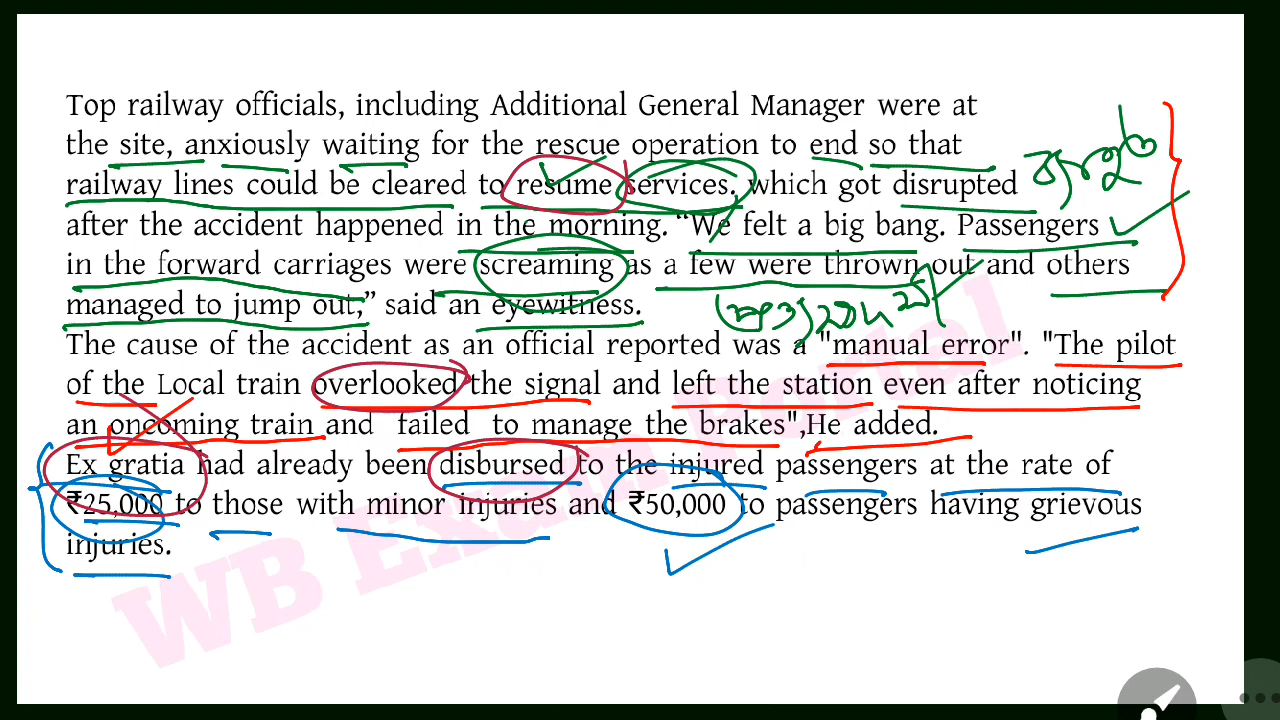 Top railway officials, including Additional General Manager were at
the site, anxiously waiting for the rescue operation to end so that
railway lines could be cleared to resume services. which got disrupted
after the accident happened in the morning. “We felt a big bang. Passengers
in the forward carriages were screaming as a few were thrown out and others
managed to jump out,” said an eyewitness.
The cause of the accident as an official reported was a "manual error". "The pilot
of the Local train overlooked the signal and left the station even after noticing
an oncoming train and failed to manage the brakes",He added.
Ex gratia had already been disbursed to the injured passengers at the rate of
₹25,000 to those with minor injuries and ₹50,000 to passengers having grievous
injuries.
WB Exam Portal